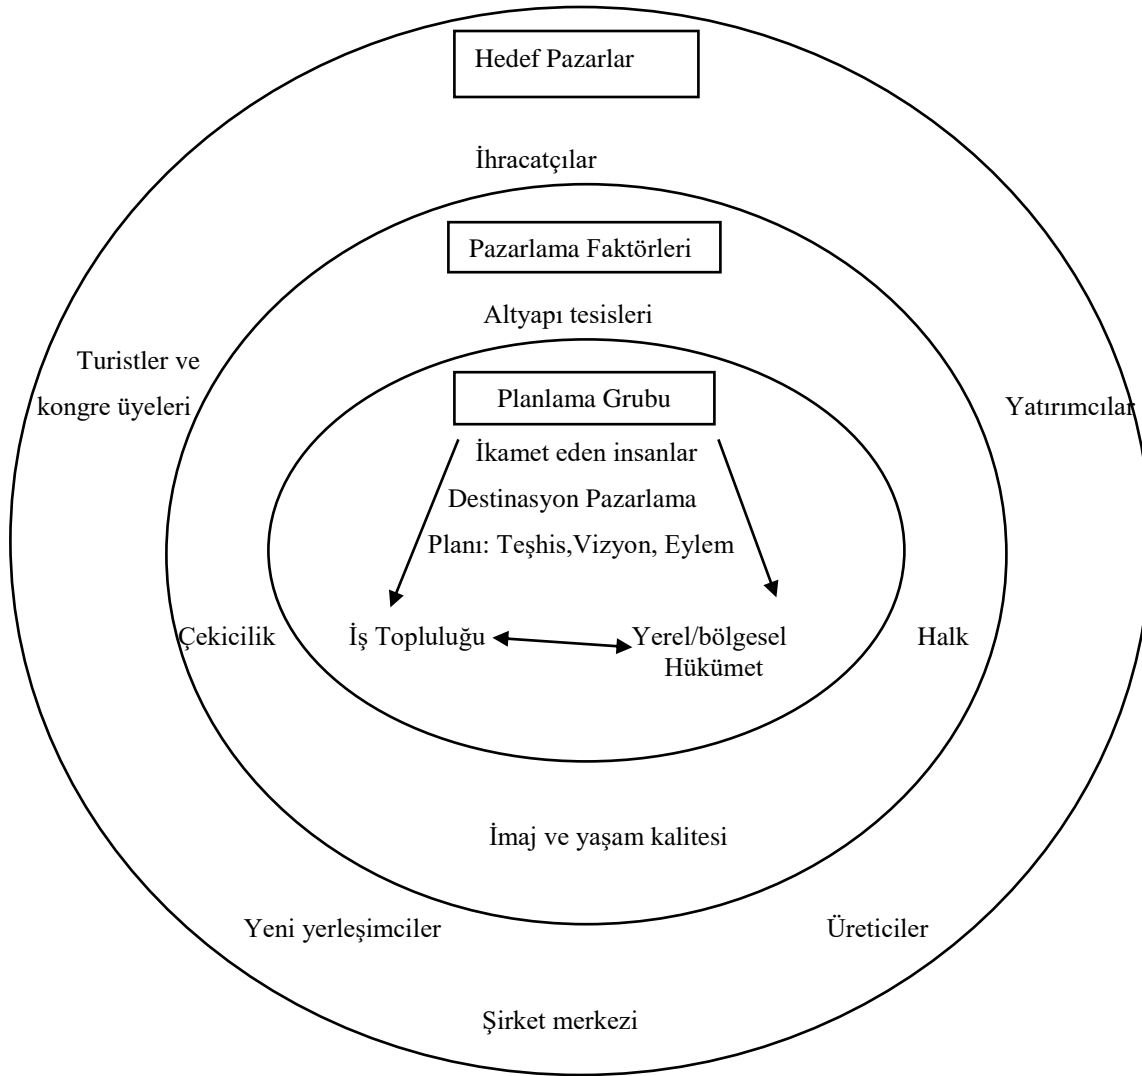 Hedef Pazarlar
İhracatçılar
Pazarlama Faktörleri
Altyapı tesisleri
Turistler ve
kongre üyeleri
Planlama Grubu
Yatırımcılar
İkamet eden insanlar
Destinasyon Pazarlama
Planı: Teşhis,Vizyon, Eylem
Çekicilik
İş Topluluğu
Yerel/bölgesel
Hükümet
Halk
İmaj ve yaşam kalitesi
Yeni yerleşimciler
Üreticiler
Şirket merkezi